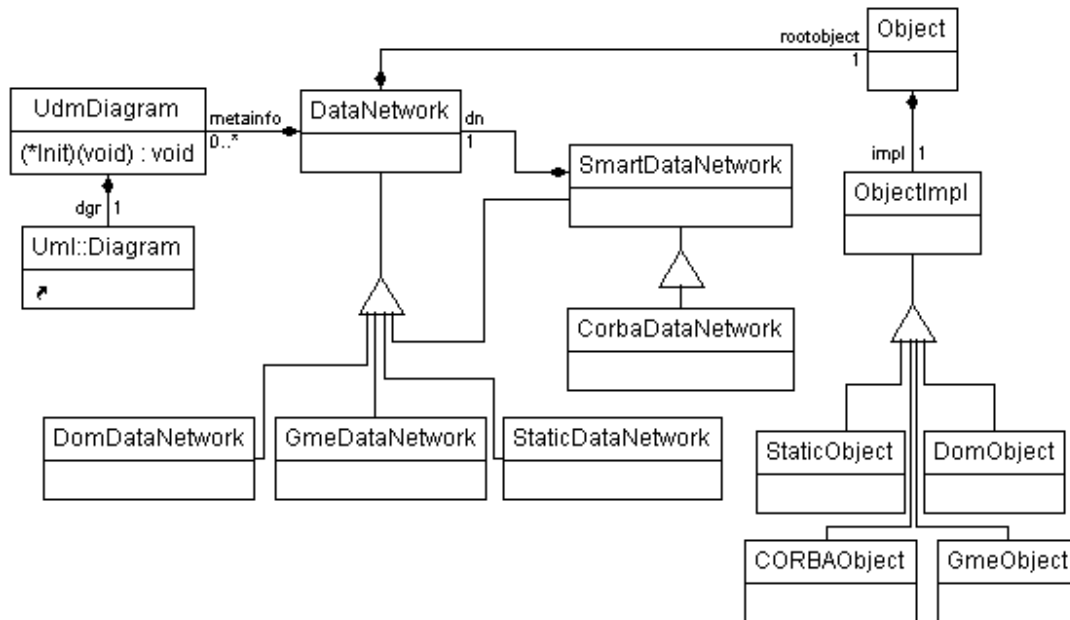 Object
rootobject
1
UdmDiagram
(*Init)(void) : void
metainfo
0..*
DataNetwork
dn
1
SmartDataNetwork
impl 1
ObjectImpl
dgr 1
Uml::Diagram
CorbaDataNetwork
DomDataNetwork
GmeDataNetwork
StaticDataNetwork
StaticObject
DomObject
CORBAObject
GmeObject